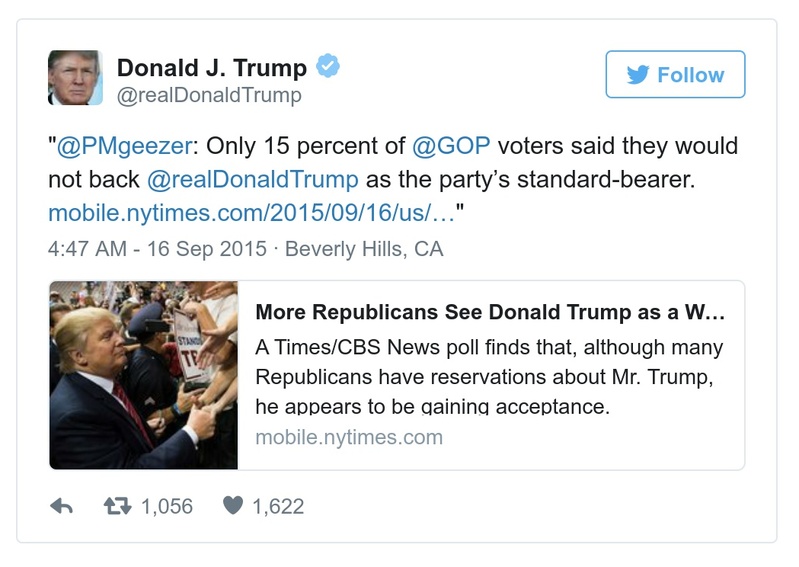 Donald J. Trump
@realDonaldTrump
Follow
"@PMgeezer: Only 15 percent of @GOP voters said they would
not back @realDonaldTrump as the party’s standard-bearer.
mobile.nytimes.com/2015/09/16/us/…"
4:47 AM - 16 Sep 2015 · Beverly Hills, CA
More Republicans See Donald Trump as a W…
A Times/CBS News poll finds that, although many
Republicans have reservations about Mr. Trump,
he appears to be gaining acceptance.
mobile.nytimes.com
1,056
1,622